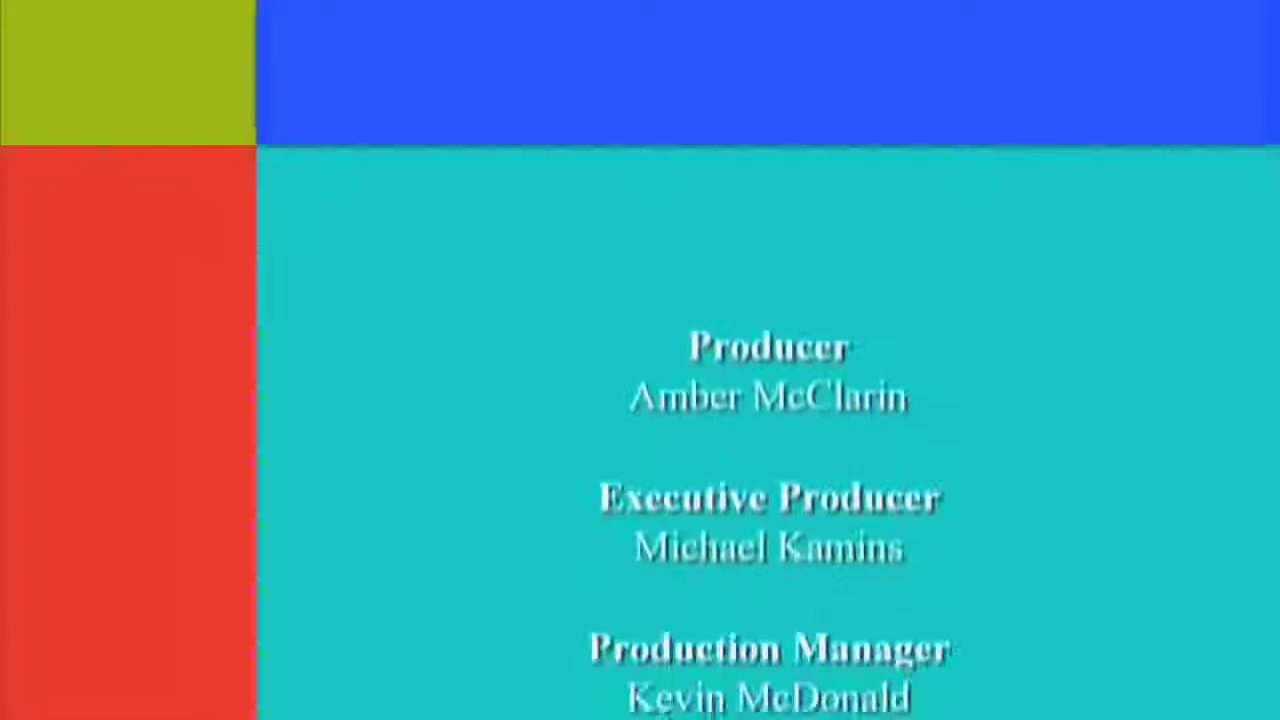 Producer
Amber McClarin
Executive Producer
Michael Kamins
Production Manager
Kevin McDonald